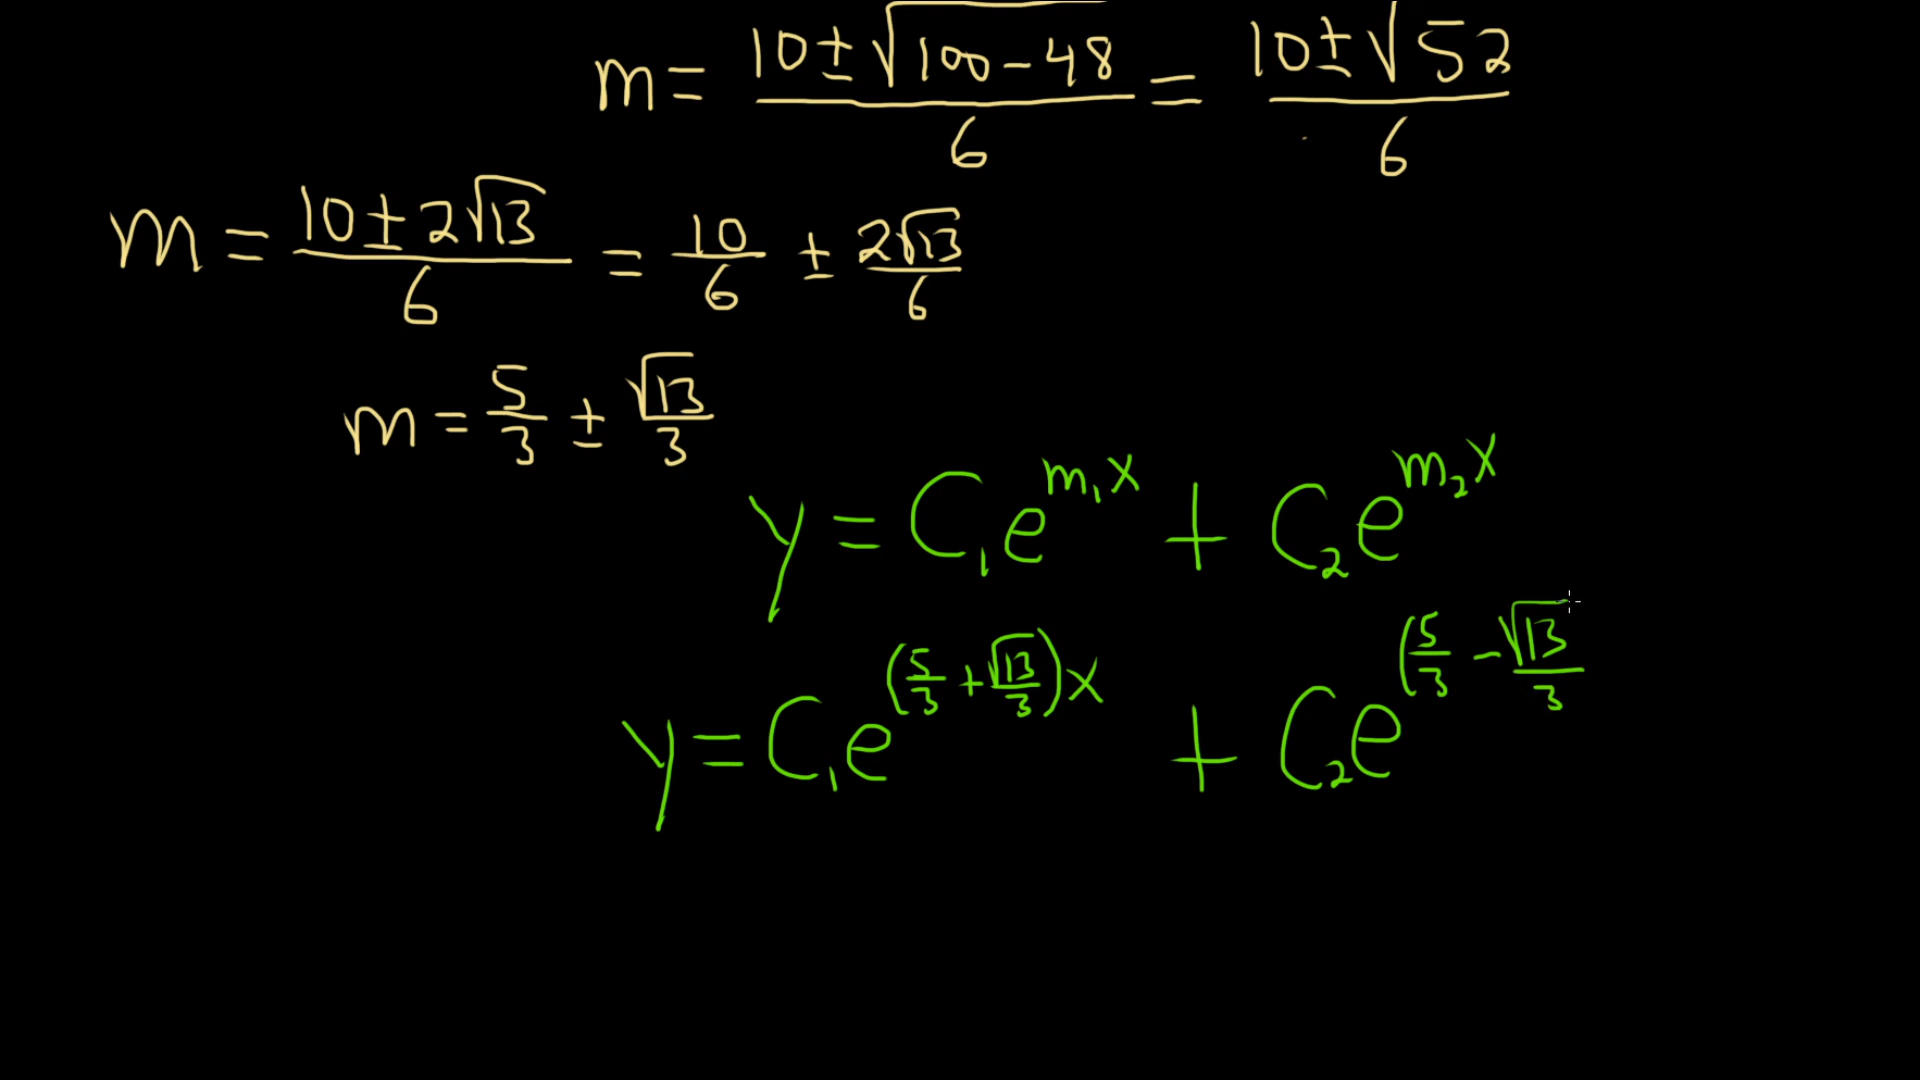 m = (10 ± √(100 - 48))/6 = (10 ± √52)/6
m = (10 ± 2√13)/6 = 10/6 ± 2√13/6
m = 5/3 ± √13/3
y = C₁e^(m₁x) + C₂e^(m₂x)
y = C₁e^((5/3 + √13/3)x) + C₂e^((5/3 - √13/3